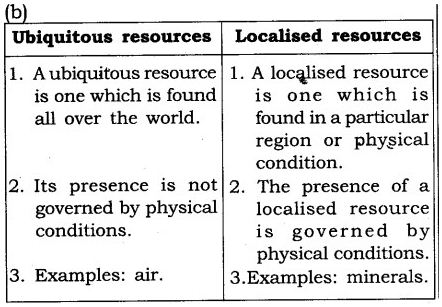 (b)
Ubiquitous resources
Localised resources
1. A ubiquitous resource
is one which is found
all over the world.
1. A localised resource
is one which is
found in a particular
region or physical
condition.
2. Its presence is not
governed by physical
conditions.
2. The presence of a
localised resource
is governed by
physical conditions.
3. Examples: air.
3.Examples: minerals.